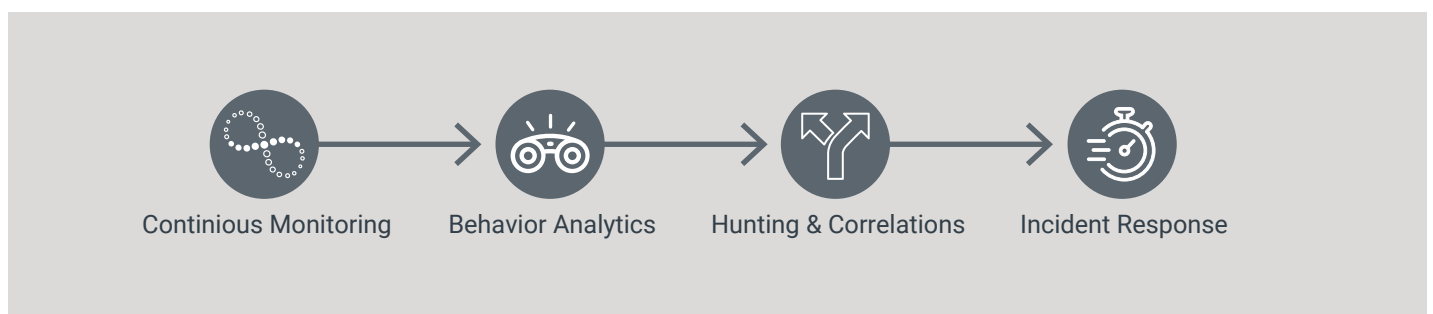 Continious Monitoring
Behavior Analytics
Hunting & Correlations
Incident Response